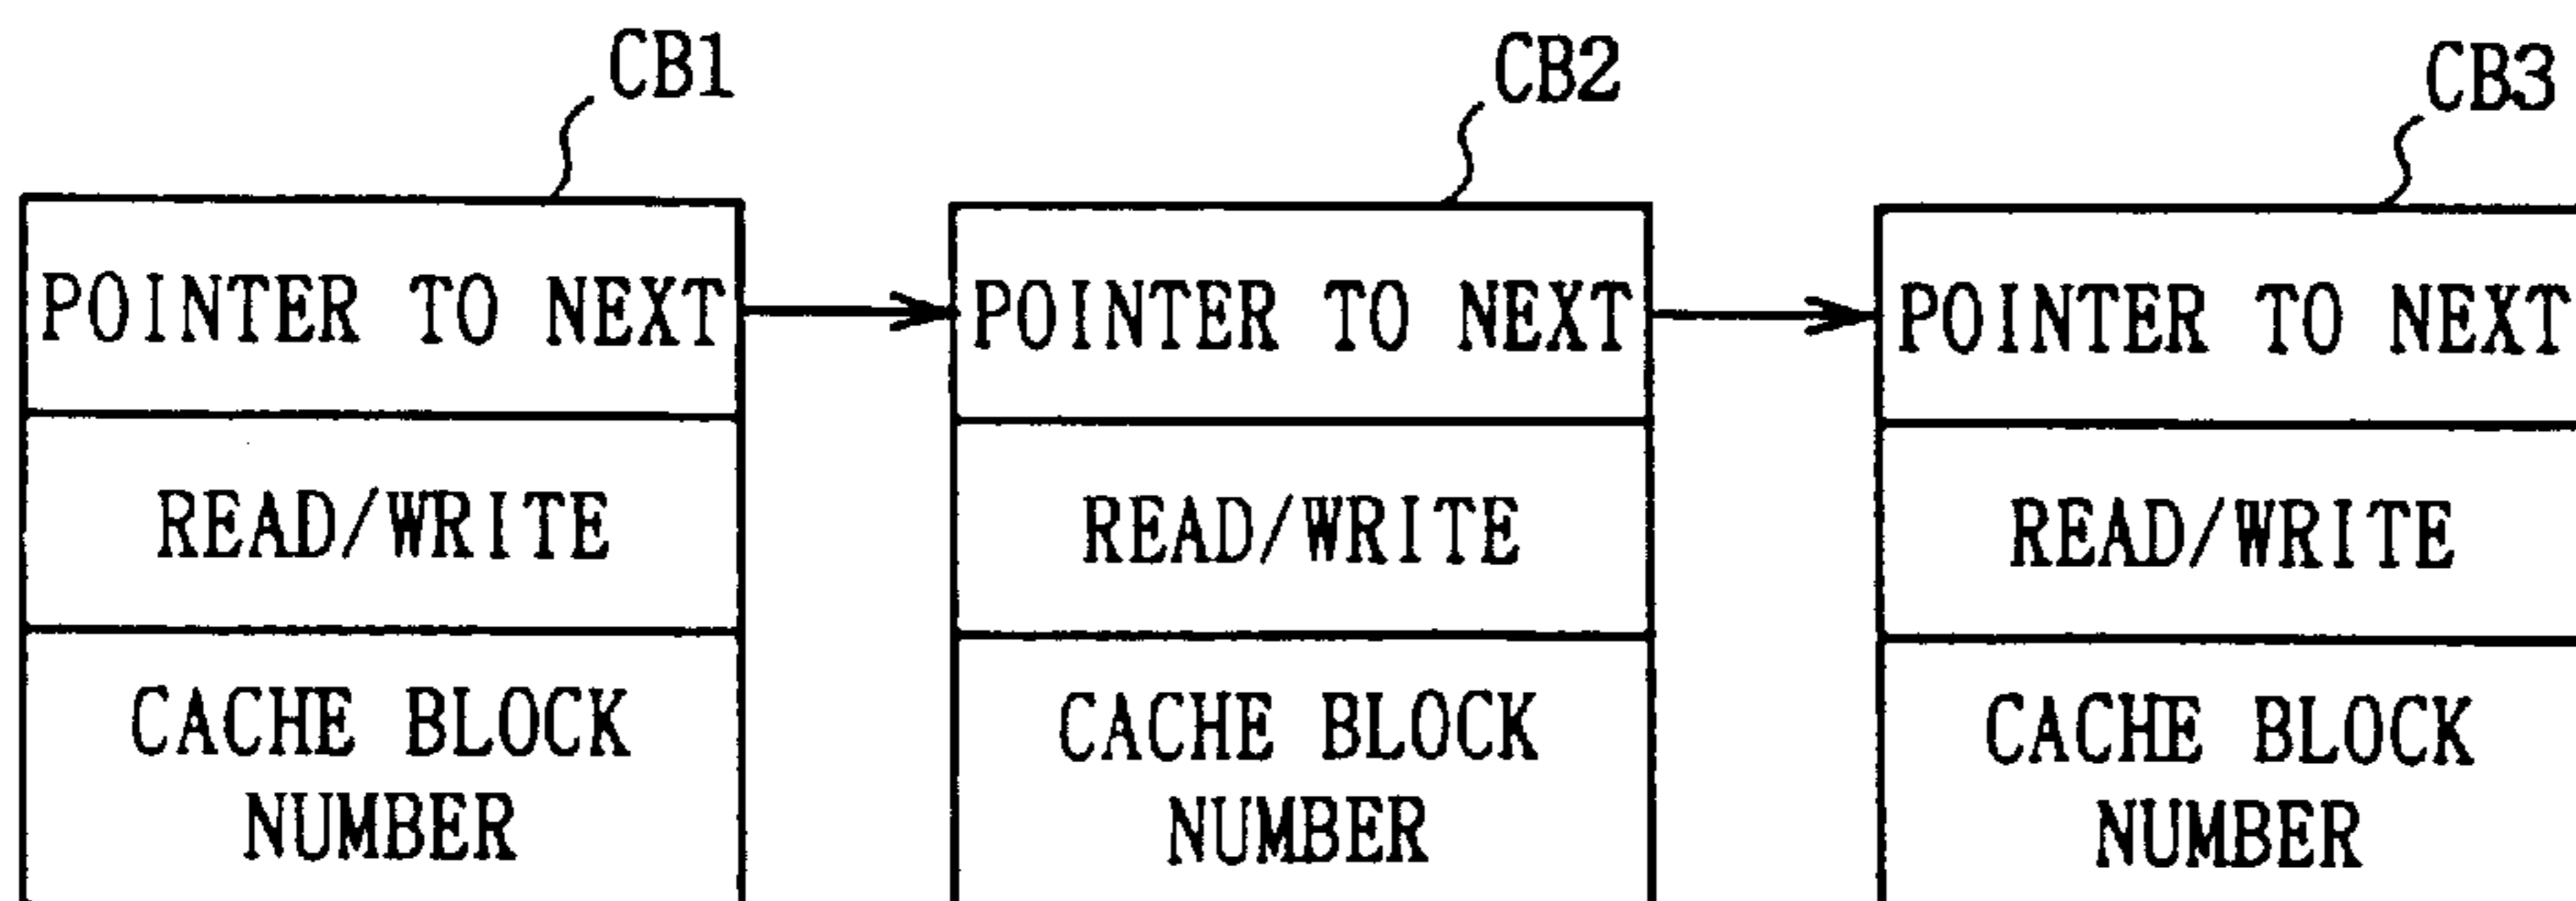 CB1
CB2
CB3
POINTER TO NEXT
POINTER TO NEXT
POINTER TO NEXT
READ/WRITE
READ/WRITE
READ/WRITE
CACHE BLOCK
NUMBER
CACHE BLOCK
NUMBER
CACHE BLOCK
NUMBER